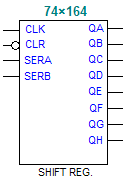 74×164
CLK QA
CLR QB
SERA QC
SERB QD
QE
QF
QG
QH
SHIFT REG.